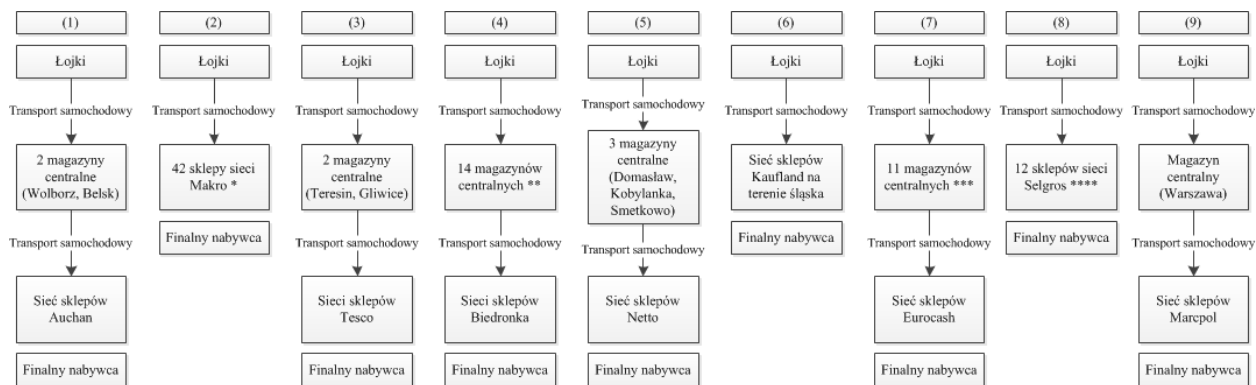 (1)
Łojki
Transport samochodowy
2 magazyny
centralne
(Wolborz, Belsk)
Transport samochodowy
Sieć sklepów
Auchan
Finalny nabywca
(2)
Łojki
Transport samochodowy
42 sklepy sieci
Makro *
Finalny nabywca
(3)
Łojki
Transport samochodowy
2 magazyny
centralne
(Teresin, Gliwice)
Transport samochodowy
Sieci sklepów
Tesco
Finalny nabywca
(4)
Łojki
Transport samochodowy
14 magazynów
centralnych **
Transport samochodowy
Sieci sklepów
Biedronka
Finalny nabywca
(5)
Łojki
Transport samochodowy
3 magazyny
centralne
(Domasław,
Kobylanka,
Smetkowo)
Transport samochodowy
Sieć sklepów
Netto
Finalny nabywca
(6)
Łojki
Transport samochodowy
Sieć sklepów
Kaufland na
terenie śląska
Finalny nabywca
(7)
Łojki
Transport samochodowy
11 magazynów
centralnych ***
Transport samochodowy
Sieć sklepów
Eurocash
Finalny nabywca
(8)
Łojki
Transport samochodowy
12 sklepów sieci
Selgros ****
Finalny nabywca
(9)
Łojki
Transport samochodowy
Magazyn
centralny
(Warszawa)
Transport samochodowy
Sieć sklepów
Marcpol
Finalny nabywca